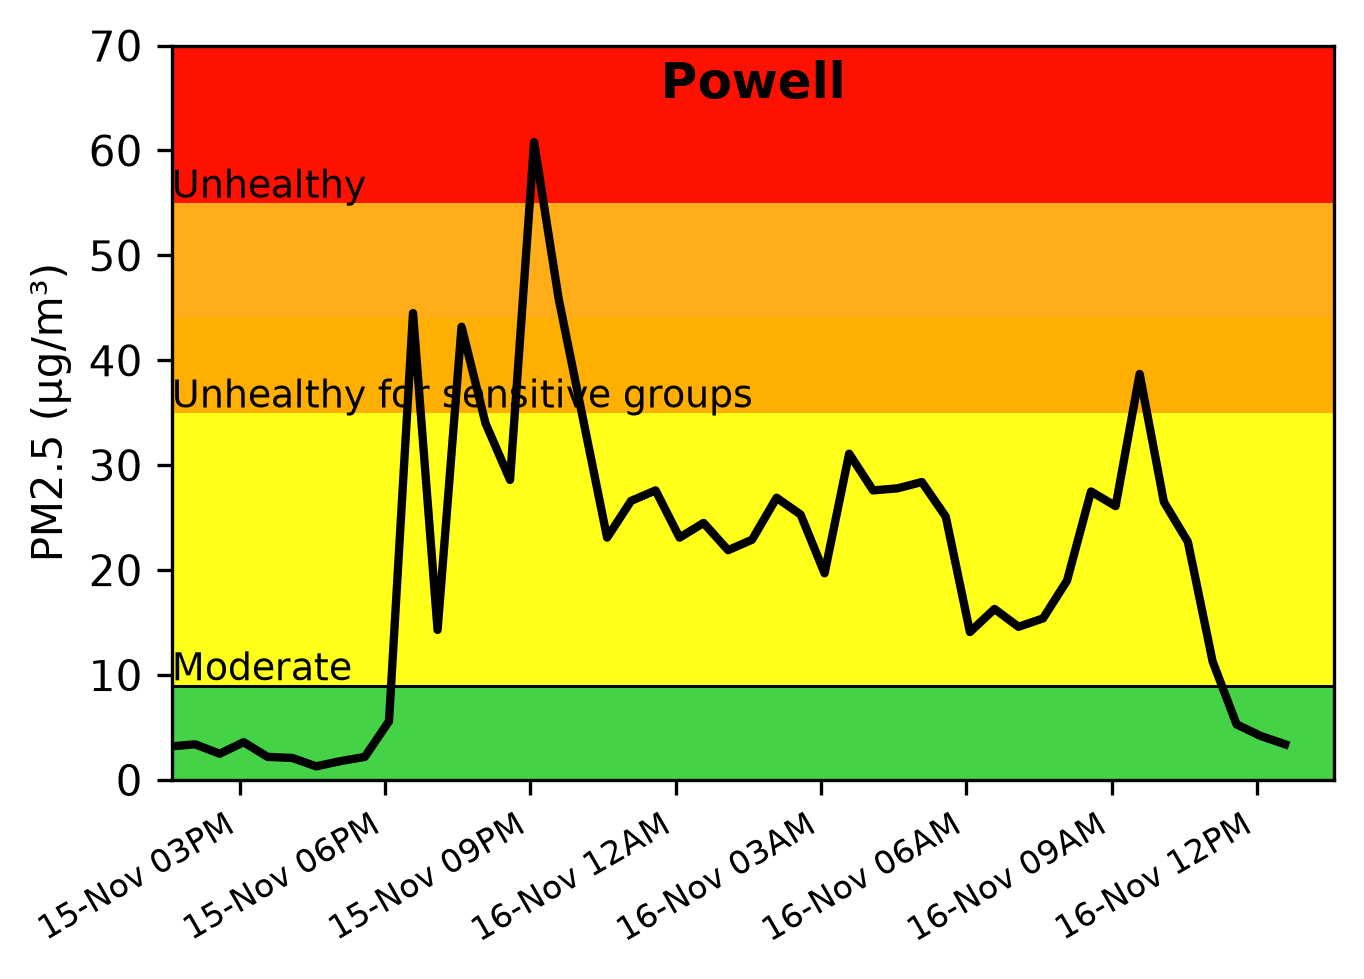 Powell
PM2.5 (µg/m³)
70
60
50
40
30
20
10
0
Unhealthy
Unhealthy for sensitive groups
Moderate
15-Nov 03PM
15-Nov 06PM
15-Nov 09PM
16-Nov 12AM
16-Nov 03AM
16-Nov 06AM
16-Nov 09AM
16-Nov 12PM